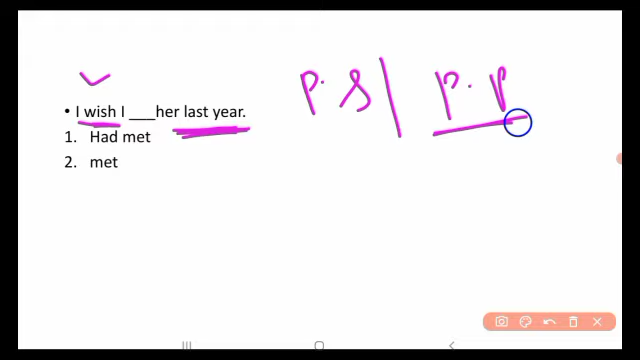 P. S | P. P
• I wish I ___her last year.
1. Had met
2. met